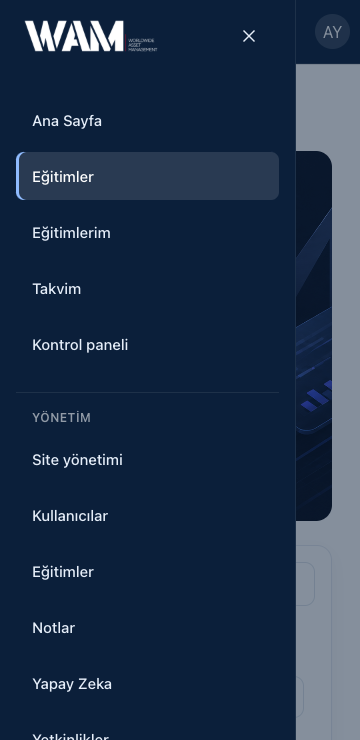 WAM
WORLDWIDE
ASSET
MANAGEMENT
AY
Ana Sayfa
Eğitimler
Eğitimlerim
Takvim
Kontrol paneli
YÖNETİM
Site yönetimi
Kullanıcılar
Eğitimler
Notlar
Yapay Zeka
Yetkinlikler